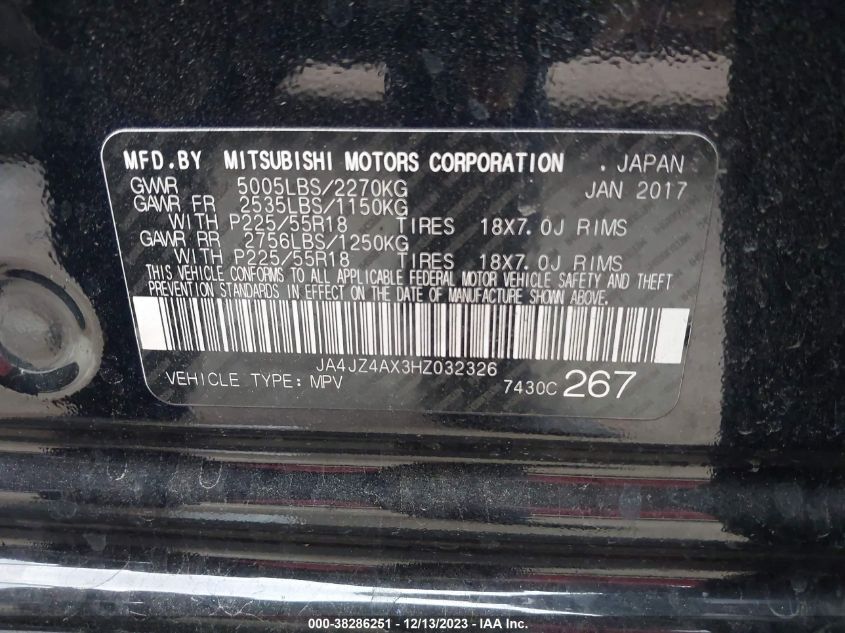 MFD.BY MITSUBISHI MOTORS CORPORATION . JAPAN
GVWR 5005LBS/2270KG JAN 2017
GAWR FR 2535LBS/1150KG
WITH P225/55R18 TIRES 18X7.0J RIMS
GAWR RR 2756LBS/1250KG
WITH P225/55R18 TIRES 18X7.0J RIMS
THIS VEHICLE CONFORMS TO ALL APPLICABLE FEDERAL MOTOR VEHICLE SAFETY AND THEFT
PREVENTION STANDARDS IN EFFECT ON THE DATE OF MANUFACTURE SHOWN ABOVE.
JA4JZ4AX3HZ032326
VEHICLE TYPE: MPV 7430C 267
000-38286251 - 12/13/2023 - IAA Inc.